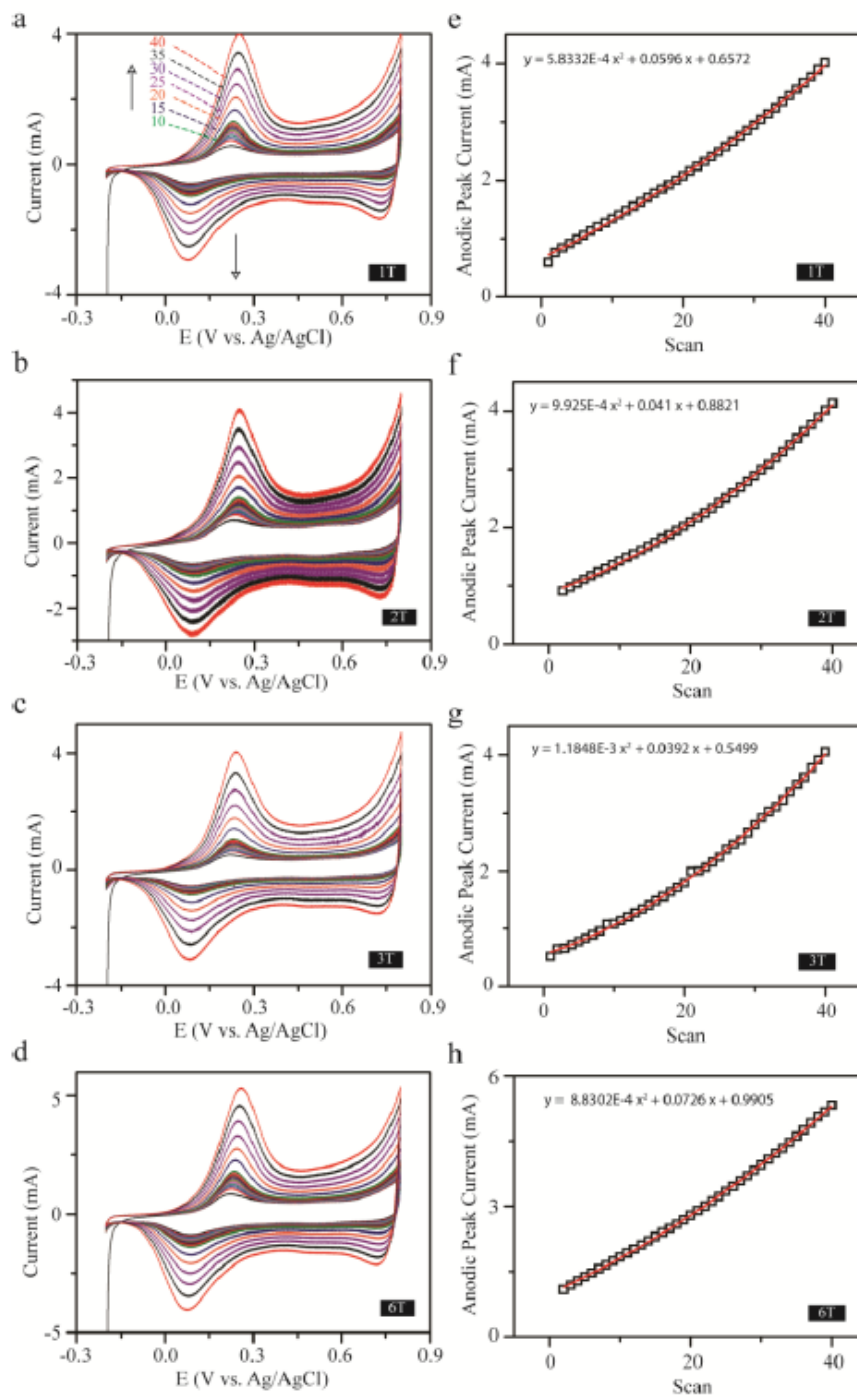 a
4
0
-4
Current (mA)
40
35
30
25
20
15
10
1T
-0.3
0.0
0.3
0.6
0.9
E (V vs. Ag/AgCl)
e
4
2
0
Anodic Peak Current (mA)
y = 5.8332E-4 x² + 0.0596 x + 0.6572
1T
0
20
40
Scan
b
4
2
0
-2
Current (mA)
2T
-0.3
0.0
0.3
0.6
0.9
E (V vs. Ag/AgCl)
f
4
2
0
Anodic Peak Current (mA)
y = 9.925E-4 x² + 0.041 x + 0.8821
2T
0
20
40
Scan
c
4
0
-4
Current (mA)
3T
-0.3
0.0
0.3
0.6
0.9
E (V vs. Ag/AgCl)
g
4
2
0
Anodic Peak Current (mA)
y = 1.1848E-3 x² + 0.0392 x + 0.5499
3T
0
20
40
Scan
d
5
0
-5
Current (mA)
6T
-0.3
0.0
0.3
0.6
0.9
E (V vs. Ag/AgCl)
h
6
3
0
Anodic Peak Current (mA)
y = 8.8302E-4 x² + 0.0726 x + 0.9905
6T
0
20
40
Scan